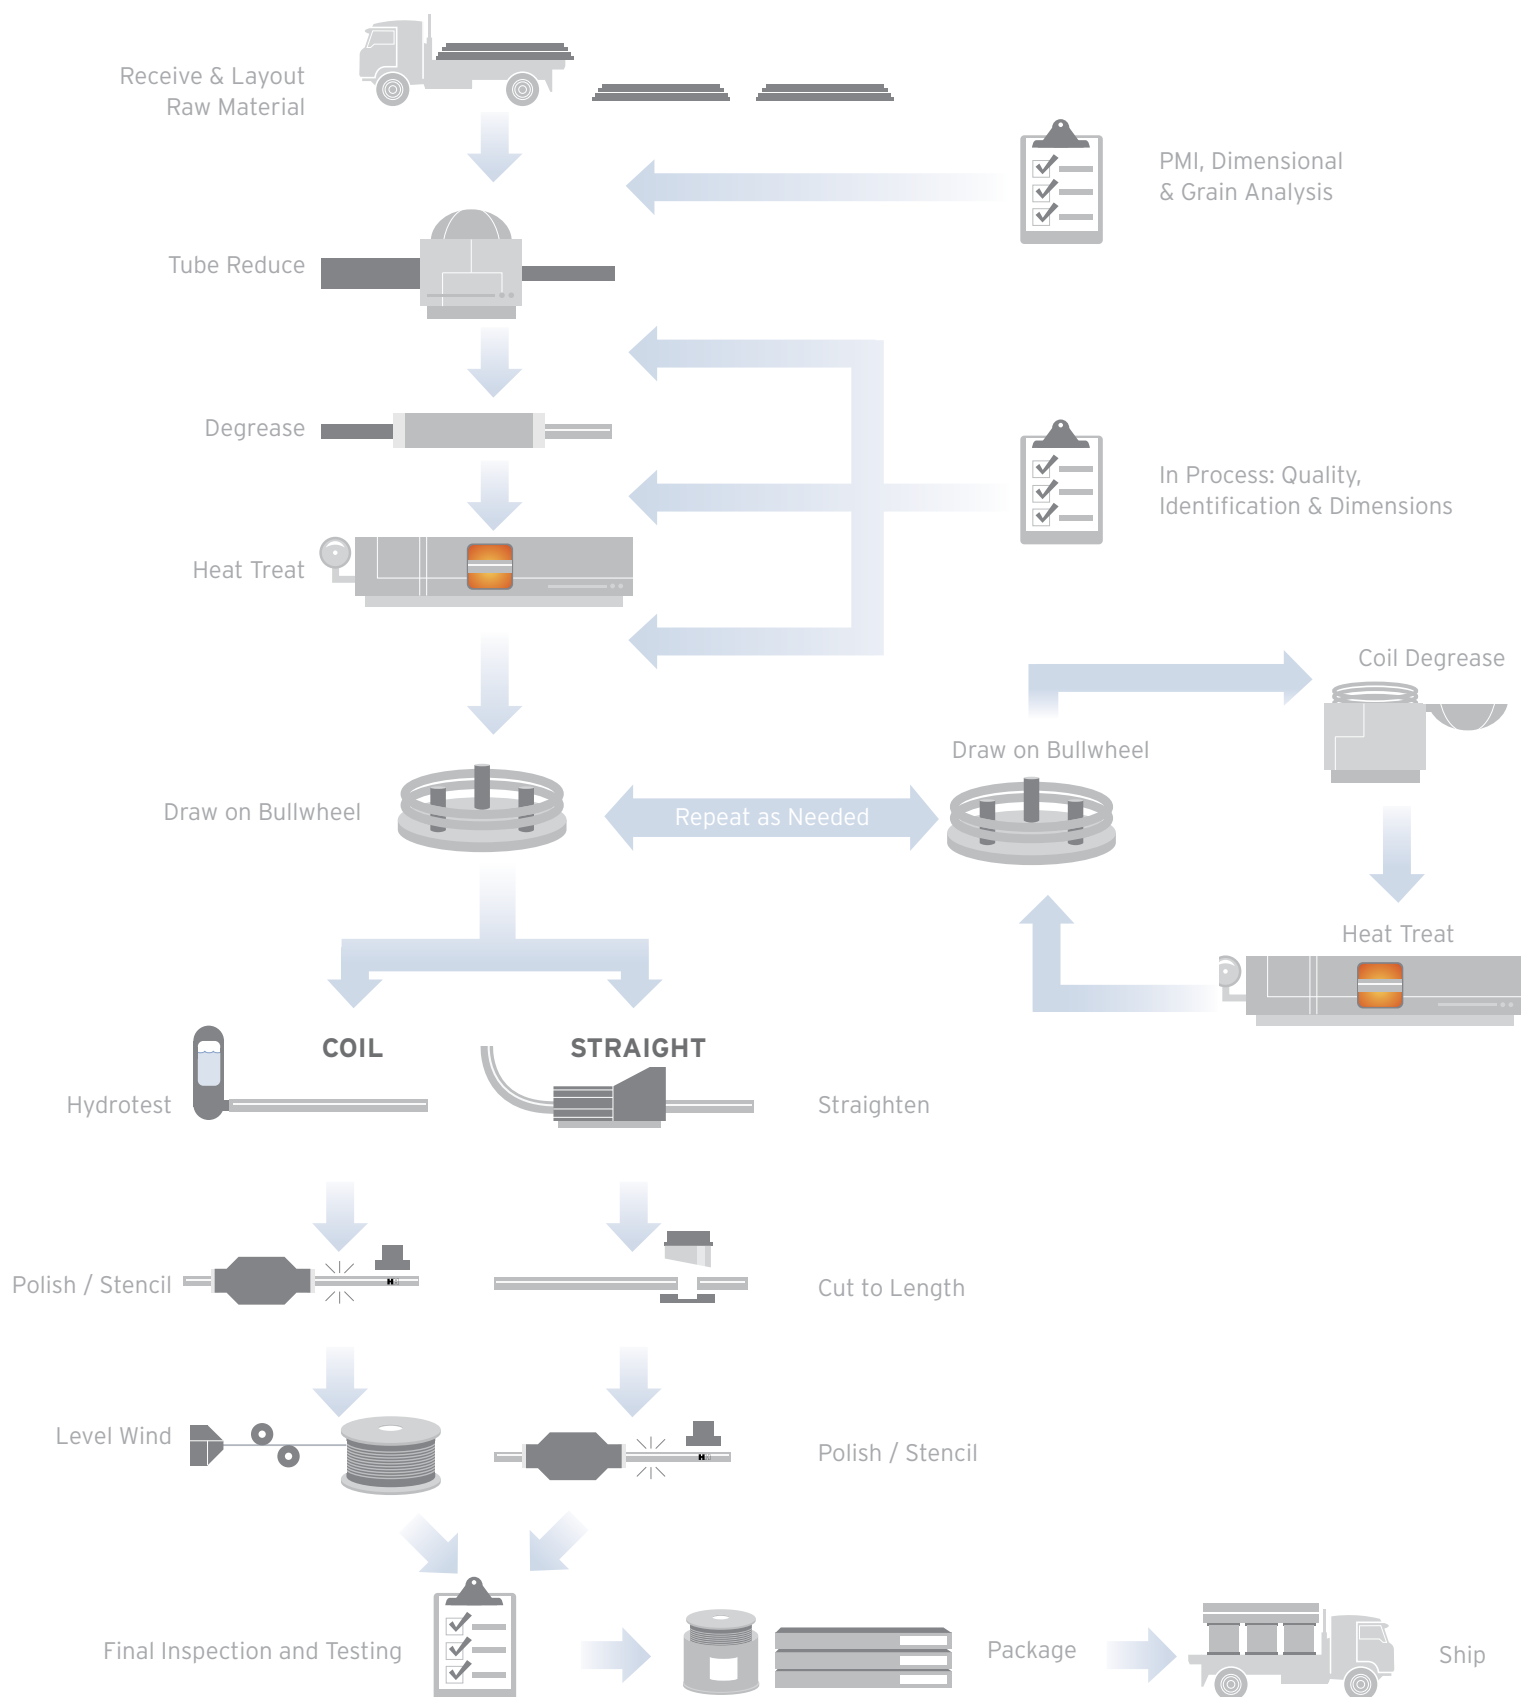 Receive & Layout
Raw Material
PMI, Dimensional
& Grain Analysis
Tube Reduce
Degrease
In Process: Quality,
Identification & Dimensions
Heat Treat
Coil Degrease
Draw on Bullwheel
Draw on Bullwheel
Repeat as Needed
Heat Treat
COIL
STRAIGHT
Hydrotest
Straighten
Polish / Stencil
Cut to Length
Level Wind
Polish / Stencil
Final Inspection and Testing
Package
Ship